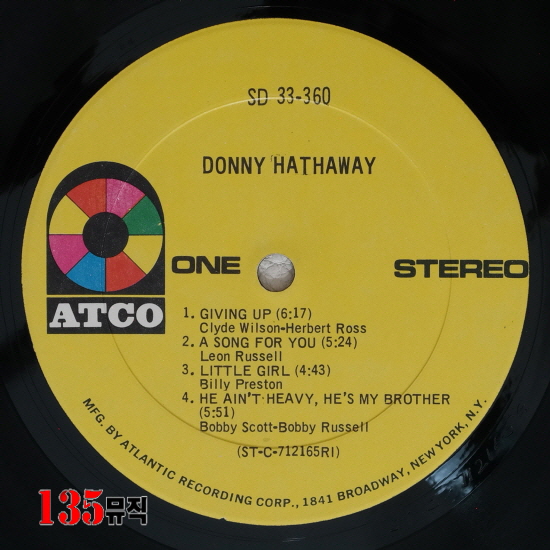 SD 33-360
DONNY HATHAWAY
ATCO
ONE
STEREO
1. GIVING UP (6:17)
Clyde Wilson-Herbert Ross
2. A SONG FOR YOU (5:24)
Leon Russell
3. LITTLE GIRL (4:43)
Billy Preston
4. HE AIN'T HEAVY, HE'S MY BROTHER
(5:51)
Bobby Scott-Bobby Russell
(ST-C-712165RI)
MFG. BY ATLANTIC RECORDING CORP., 1841 BROADWAY, NEW YORK, N.Y.
135뮤직